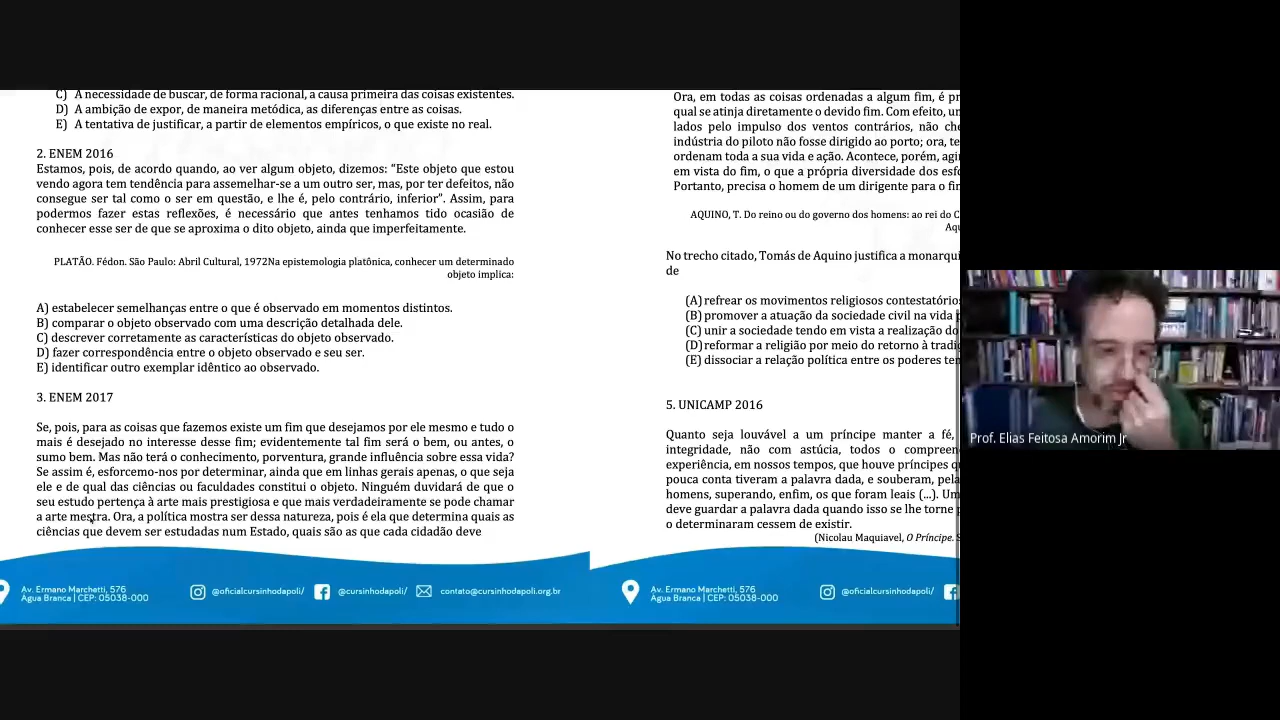 C) A necessidade de buscar, de forma racional, a causa primeira das coisas existentes.
D) A ambição de expor, de maneira metódica, as diferenças entre as coisas.
E) A tentativa de justificar, a partir de elementos empíricos, o que existe no real.
2. ENEM 2016
Estamos, pois, de acordo quando, ao ver algum objeto, dizemos: “Este objeto que estou
vendo agora tem tendência para assemelhar-se a um outro ser, mas, por ter defeitos, não
consegue ser tal como o ser em questão, e lhe é, pelo contrário, inferior”. Assim, para
podermos fazer estas reflexões, é necessário que antes tenhamos tido ocasião de
conhecer esse ser de que se aproxima o dito objeto, ainda que imperfeitamente.
PLATÃO. Fédon. São Paulo: Abril Cultural, 1972Na epistemologia platônica, conhecer um determinado
objeto implica:
A) estabelecer semelhanças entre o que é observado em momentos distintos.
B) comparar o objeto observado com uma descrição detalhada dele.
C) descrever corretamente as características do objeto observado.
D) fazer correspondência entre o objeto observado e seu ser.
E) identificar outro exemplar idêntico ao observado.
3. ENEM 2017
Se, pois, para as coisas que fazemos existe um fim que desejamos por ele mesmo e tudo o
mais é desejado no interesse desse fim; evidentemente tal fim será o bem, ou antes, o
sumo bem. Mas não terá o conhecimento, porventura, grande influência sobre essa vida?
Se assim é, esforcemo-nos por determinar, ainda que em linhas gerais apenas, o que seja
ele e de qual das ciências ou faculdades constitui o objeto. Ninguém duvidará de que o
seu estudo pertença à arte mais prestigiosa e que mais verdadeiramente se pode chamar
a arte mestra. Ora, a política mostra ser dessa natureza, pois é ela que determina quais as
ciências que devem ser estudadas num Estado, quais são as que cada cidadão deve
Av. Ermano Marchetti, 576
Água Branca | CEP: 05038-000
@oficialcursinhodapoli/
@cursinhodapoli/
contato@cursinhodapoli.org.br
Ora, em todas as coisas ordenadas a algum fim, é
qual se atinja diretamente o devido fim. Com efeito,
lados pelo impulso dos ventos contrários, não
indústria do piloto não fosse dirigido ao porto; ora,
ordenam toda a sua vida e ação. Acontece, porém,
em vista do fim, o que a própria diversidade dos
Portanto, precisa o homem de um dirigente para o
AQUINO, T. Do reino ou do governo dos homens: ao rei do
No trecho citado, Tomás de Aquino justifica a
de
(A) refrear os movimentos religiosos
(B) promover a atuação da sociedade civil na vida
(C) unir a sociedade tendo em vista a realização do
(D) reformar a religião por meio do retorno à
(E) dissociar a relação política entre os poderes
5. UNICAMP 2016
Quanto seja louvável a um príncipe manter a fé,
integridade, não com astúcia, todos o
experiência, em nossos tempos, que houve príncipes
pouca conta tiveram a palavra dada, e souberam,
homens, superando, enfim, os que foram leais (...).
deve guardar a palavra dada quando isso se lhe torne
o determinaram cessem de existir.
(Nicolau Maquiavel, O Príncipe.
Av. Ermano Marchetti, 576
Água Branca | CEP: 05038-000
@oficialcursinhodapoli/
Prof. Elias Feitosa Amorim Jr